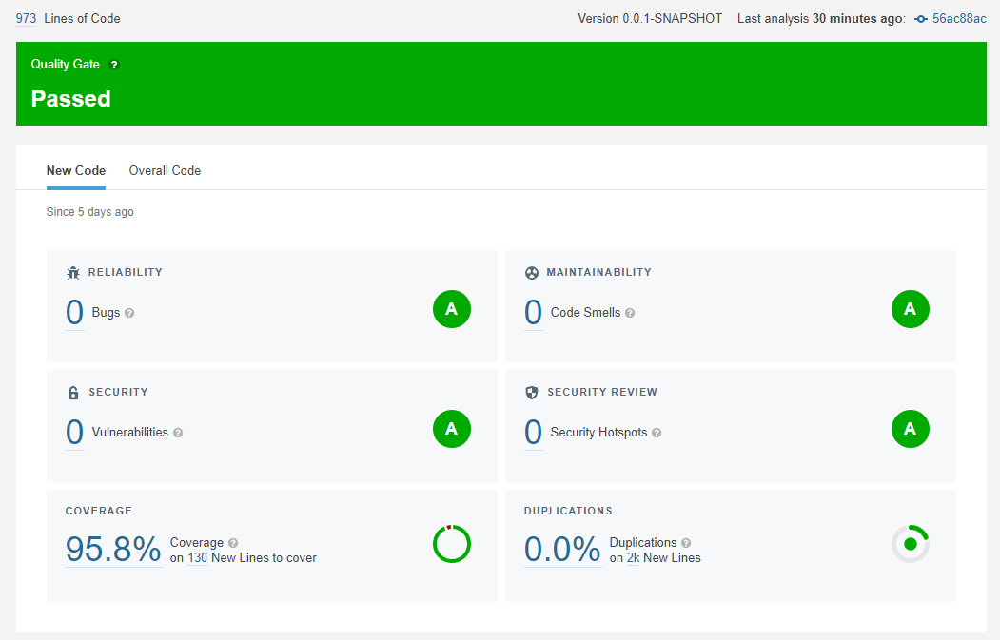 973 Lines of Code Version 0.0.1-SNAPSHOT Last analysis 30 minutes ago: 56ac88ac
Quality Gate ?
Passed
New Code Overall Code
Since 5 days ago
RELIABILITY
0 Bugs ?
A
MAINTAINABILITY
0 Code Smells ?
A
SECURITY
0 Vulnerabilities ?
A
SECURITY REVIEW
0 Security Hotspots ?
A
COVERAGE
95.8% Coverage ?
on 130 New Lines to cover
DUPLICATIONS
0.0% Duplications ?
on 2k New Lines